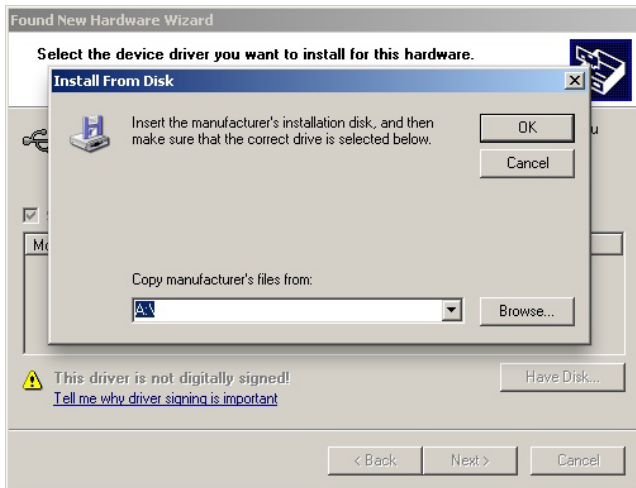 Found New Hardware Wizard
Select the device driver you want to install for this hardware.
Install From Disk
Insert the manufacturer's installation disk, and then
make sure that the correct drive is selected below.
OK
Cancel
Copy manufacturer's files from:
A:\
Browse...
This driver is not digitally signed!
Tell me why driver signing is important
Have Disk...
< Back
Next >
Cancel